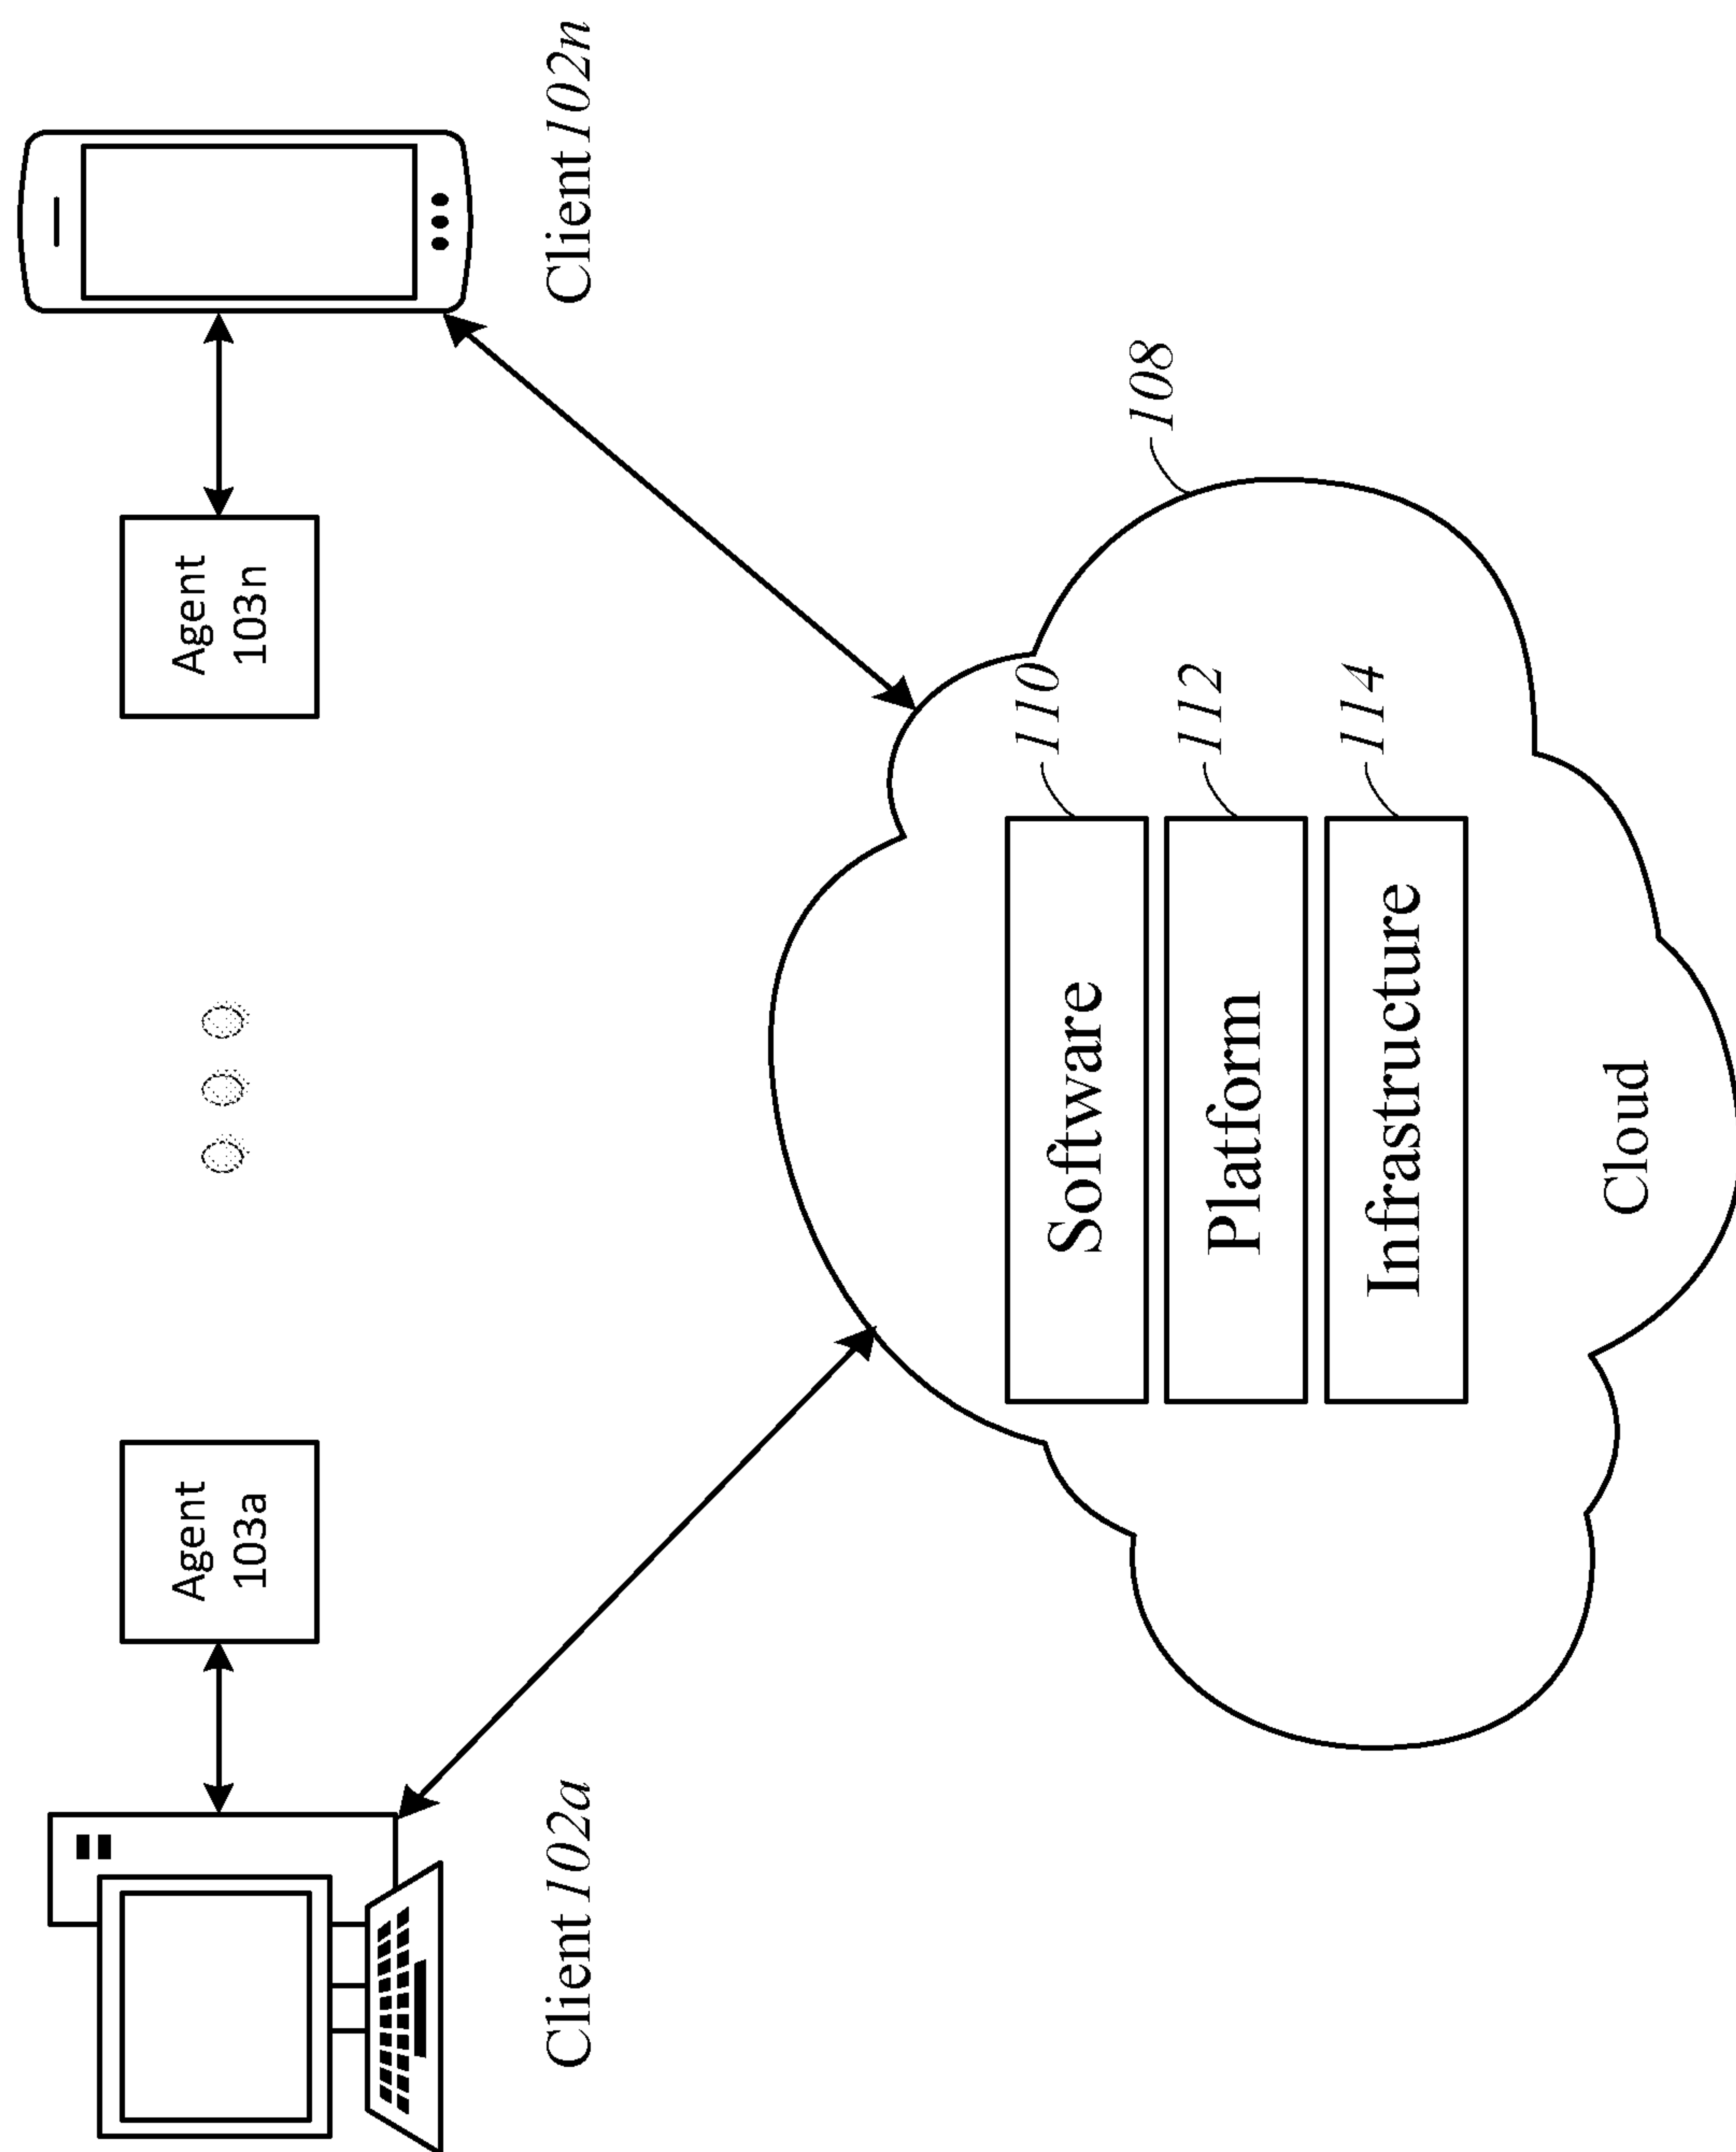 Agent
103a
Agent
103n
Client 102a
Client 102n
108
Software
110
Platform
112
Infrastructure
114
Cloud